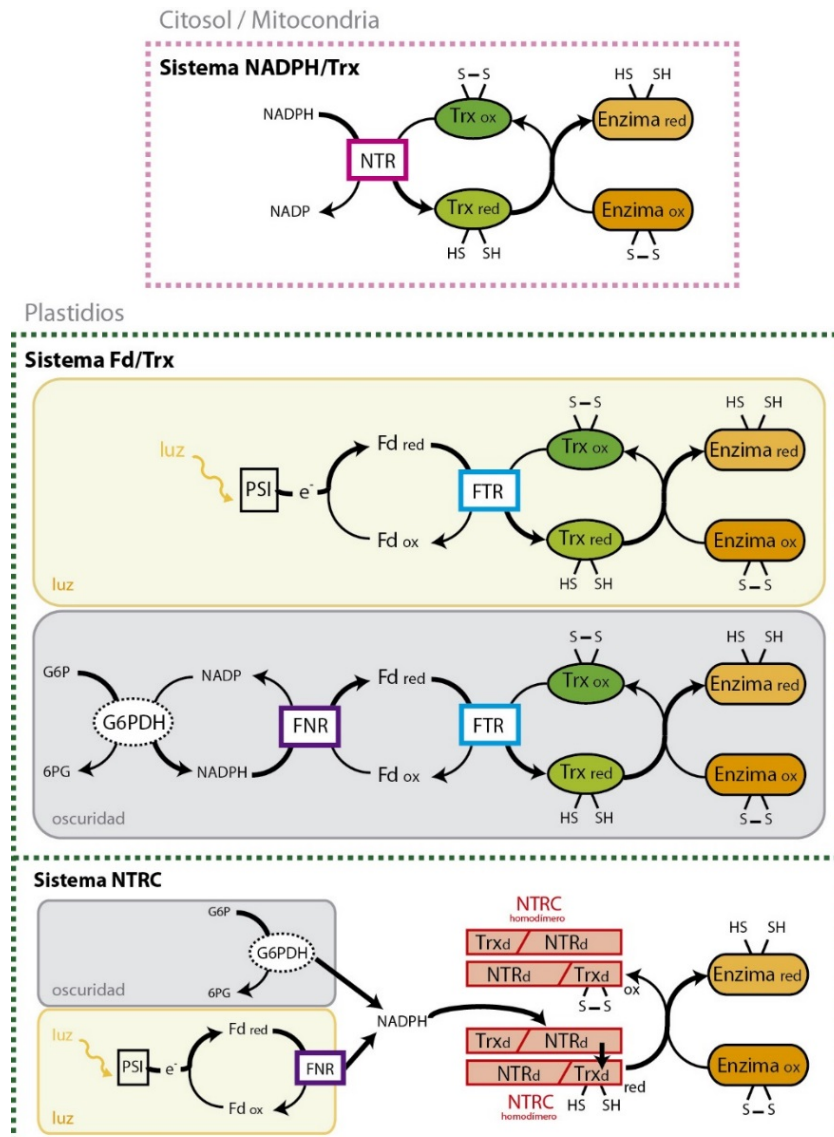 Citosol / Mitocondria
Sistema NADPH/Trx
S–S
HS SH
NADPH
Trx ox
Enzima red
NTR
NADP
Trx red
Enzima ox
HS SH
S–S
Plastidios
Sistema Fd/Trx
S–S
HS SH
luz
Fd red
Trx ox
Enzima red
PSI
e-
FTR
Fd ox
Trx red
Enzima ox
luz
HS SH
S–S
S–S
HS SH
G6P
NADP
Fd red
Trx ox
Enzima red
G6PDH
FNR
FTR
6PG
NADPH
Fd ox
Trx red
Enzima ox
oscuridad
HS SH
S–S
Sistema NTRC
G6P
G6PDH
oscuridad
6PG
NADPH
luz
Fd red
PSI
e-
FNR
Fd ox
luz
NTRC
homodímero
Trxd / NTRd
NTRd / Trxd
ox
S–S
HS SH
Enzima red
Trxd / NTRd
NTRd / Trxd
red
NTRC
homodímero
HS SH
Enzima ox
S–S